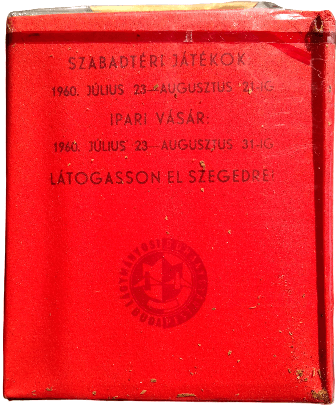 SZABADTÉRI JÁTÉKOK:
1960. JÚLIUS 23—AUGUSZTUS 21-IG
IPARI VÁSÁR:
1960. JÚLIUS 23—AUGUSZTUS 31-IG
LÁTOGASSON EL SZEGEDRE!